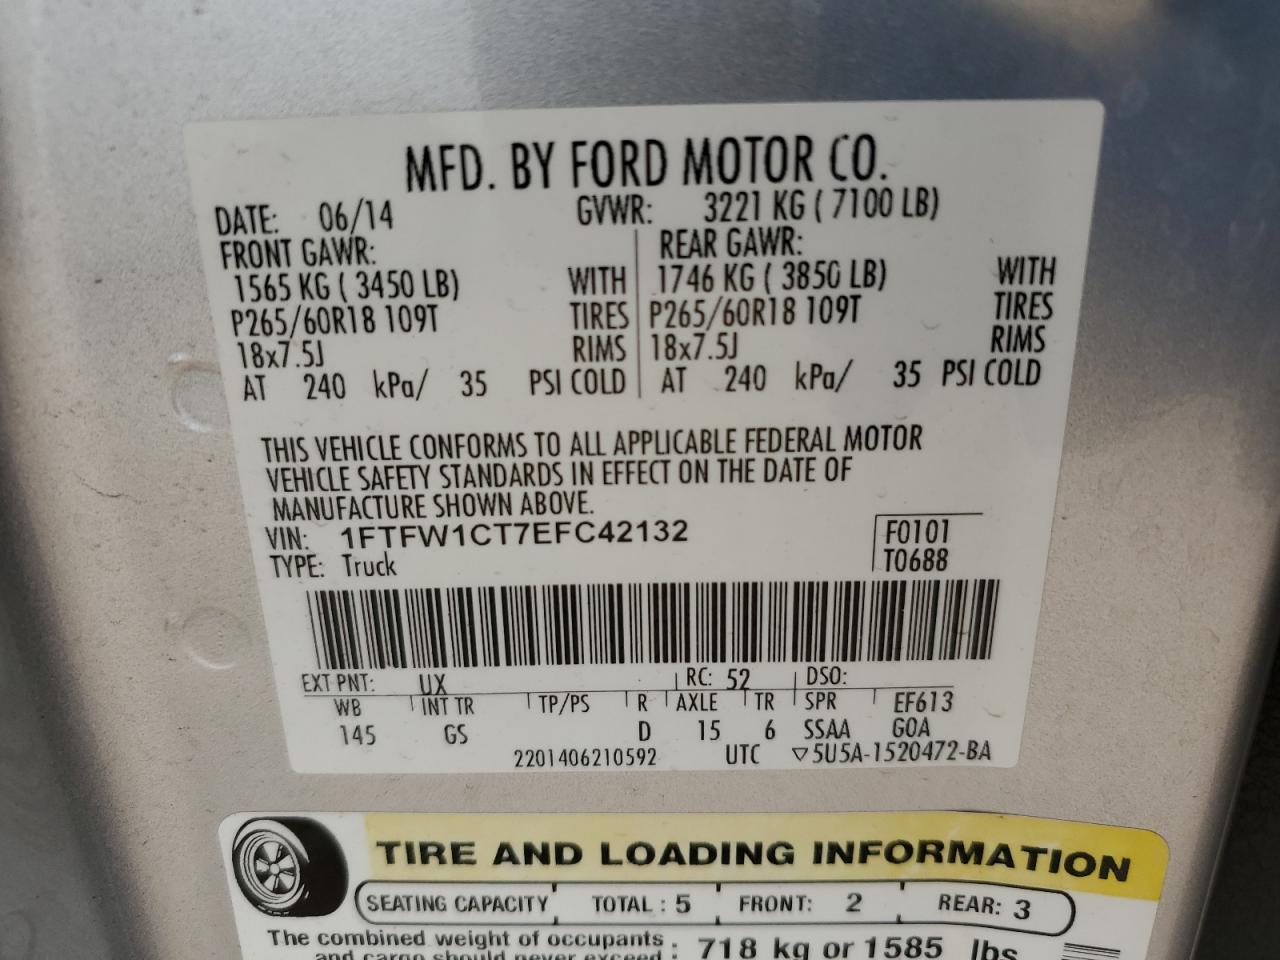 MFD. BY FORD MOTOR CO.
DATE: 06/14 GVWR: 3221 KG ( 7100 LB)
FRONT GAWR: REAR GAWR:
1565 KG ( 3450 LB) WITH 1746 KG ( 3850 LB) WITH
P265/60R18 109T TIRES P265/60R18 109T TIRES
18x7.5J RIMS 18x7.5J RIMS
AT 240 kPa/ 35 PSI COLD AT 240 kPa/ 35 PSI COLD
THIS VEHICLE CONFORMS TO ALL APPLICABLE FEDERAL MOTOR
VEHICLE SAFETY STANDARDS IN EFFECT ON THE DATE OF
MANUFACTURE SHOWN ABOVE.
VIN: 1FTFW1CT7EFC42132 F0101
TYPE: Truck T0688
EXT PNT: UX RC: 52 DSO:
WB INT TR TP/PS R AXLE TR SPR EF613
145 GS D 15 6 SSAA GOA
2201406210592 UTC ▽5U5A-1520472-BA
TIRE AND LOADING INFORMATION
SEATING CAPACITY TOTAL : 5 FRONT: 2 REAR: 3
The combined weight of occupants : 718 kg or 1585 lbs
and cargo should never exceed :